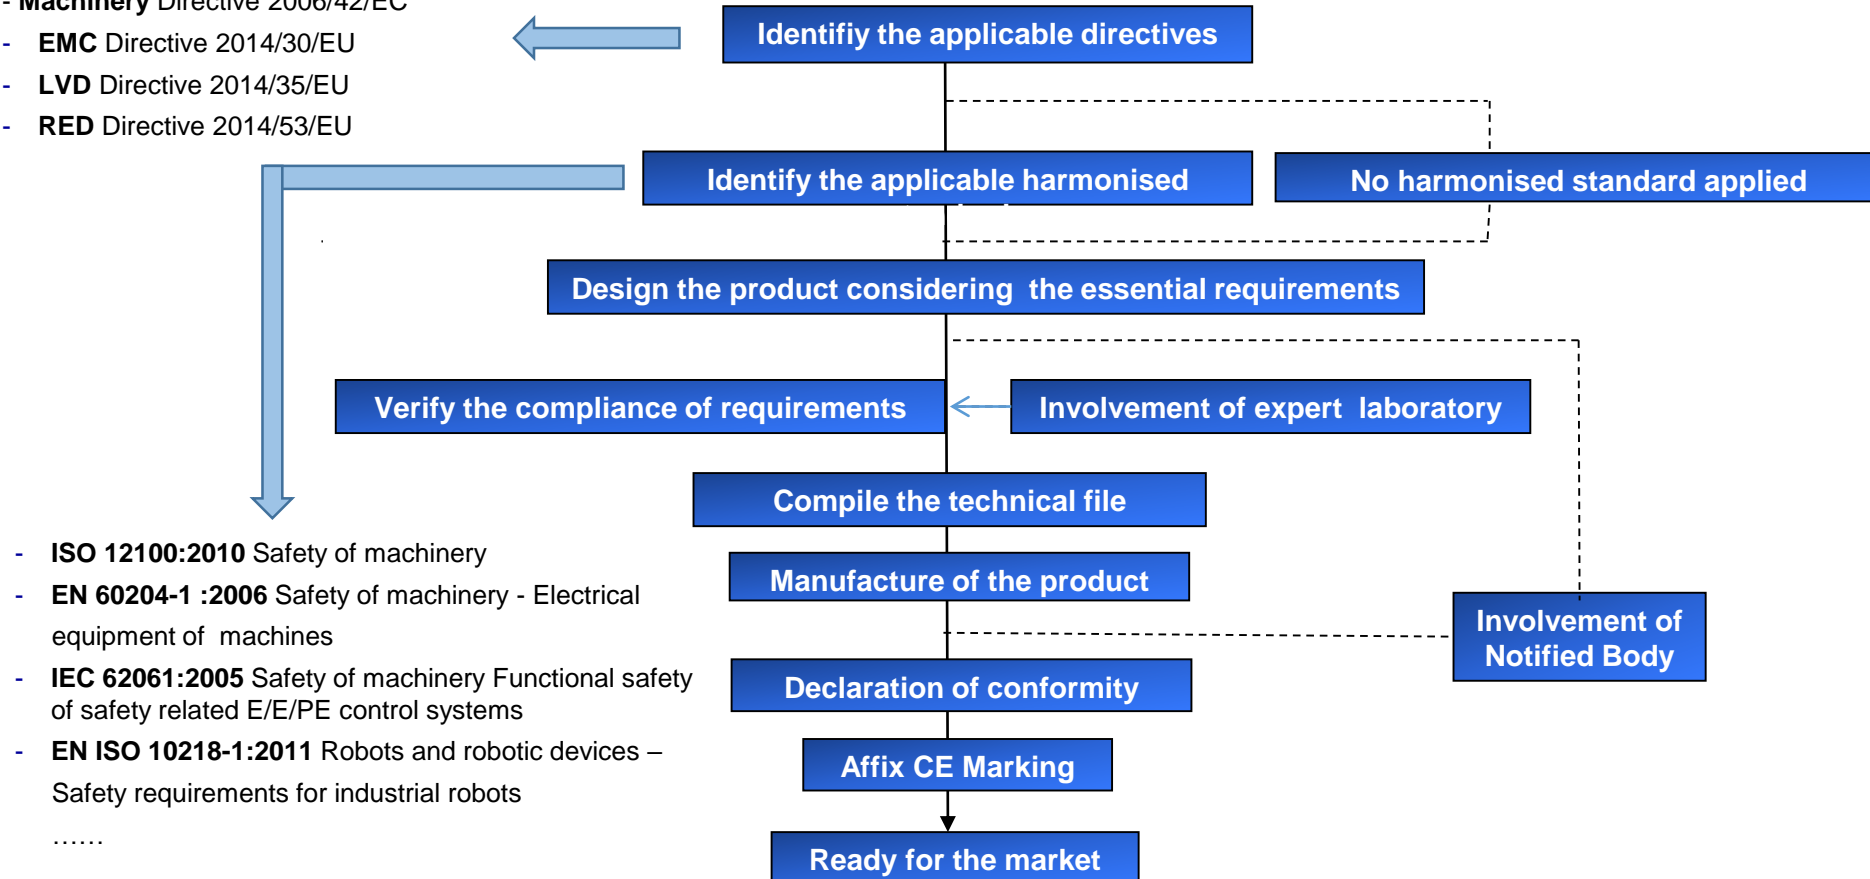 - Machinery Directive 2006/42/EC
- EMC Directive 2014/30/EU
- LVD Directive 2014/35/EU
- RED Directive 2014/53/EU
Identifiy the applicable directives
Identify the applicable harmonised
No harmonised standard applied
Design the product considering the essential requirements
Verify the compliance of requirements
Involvement of expert laboratory
Compile the technical file
Manufacture of the product
Involvement of
Notified Body
Declaration of conformity
Affix CE Marking
Ready for the market
- ISO 12100:2010 Safety of machinery
- EN 60204-1 :2006 Safety of machinery - Electrical
equipment of machines
- IEC 62061:2005 Safety of machinery Functional safety
of safety related E/E/PE control systems
- EN ISO 10218-1:2011 Robots and robotic devices –
Safety requirements for industrial robots
……